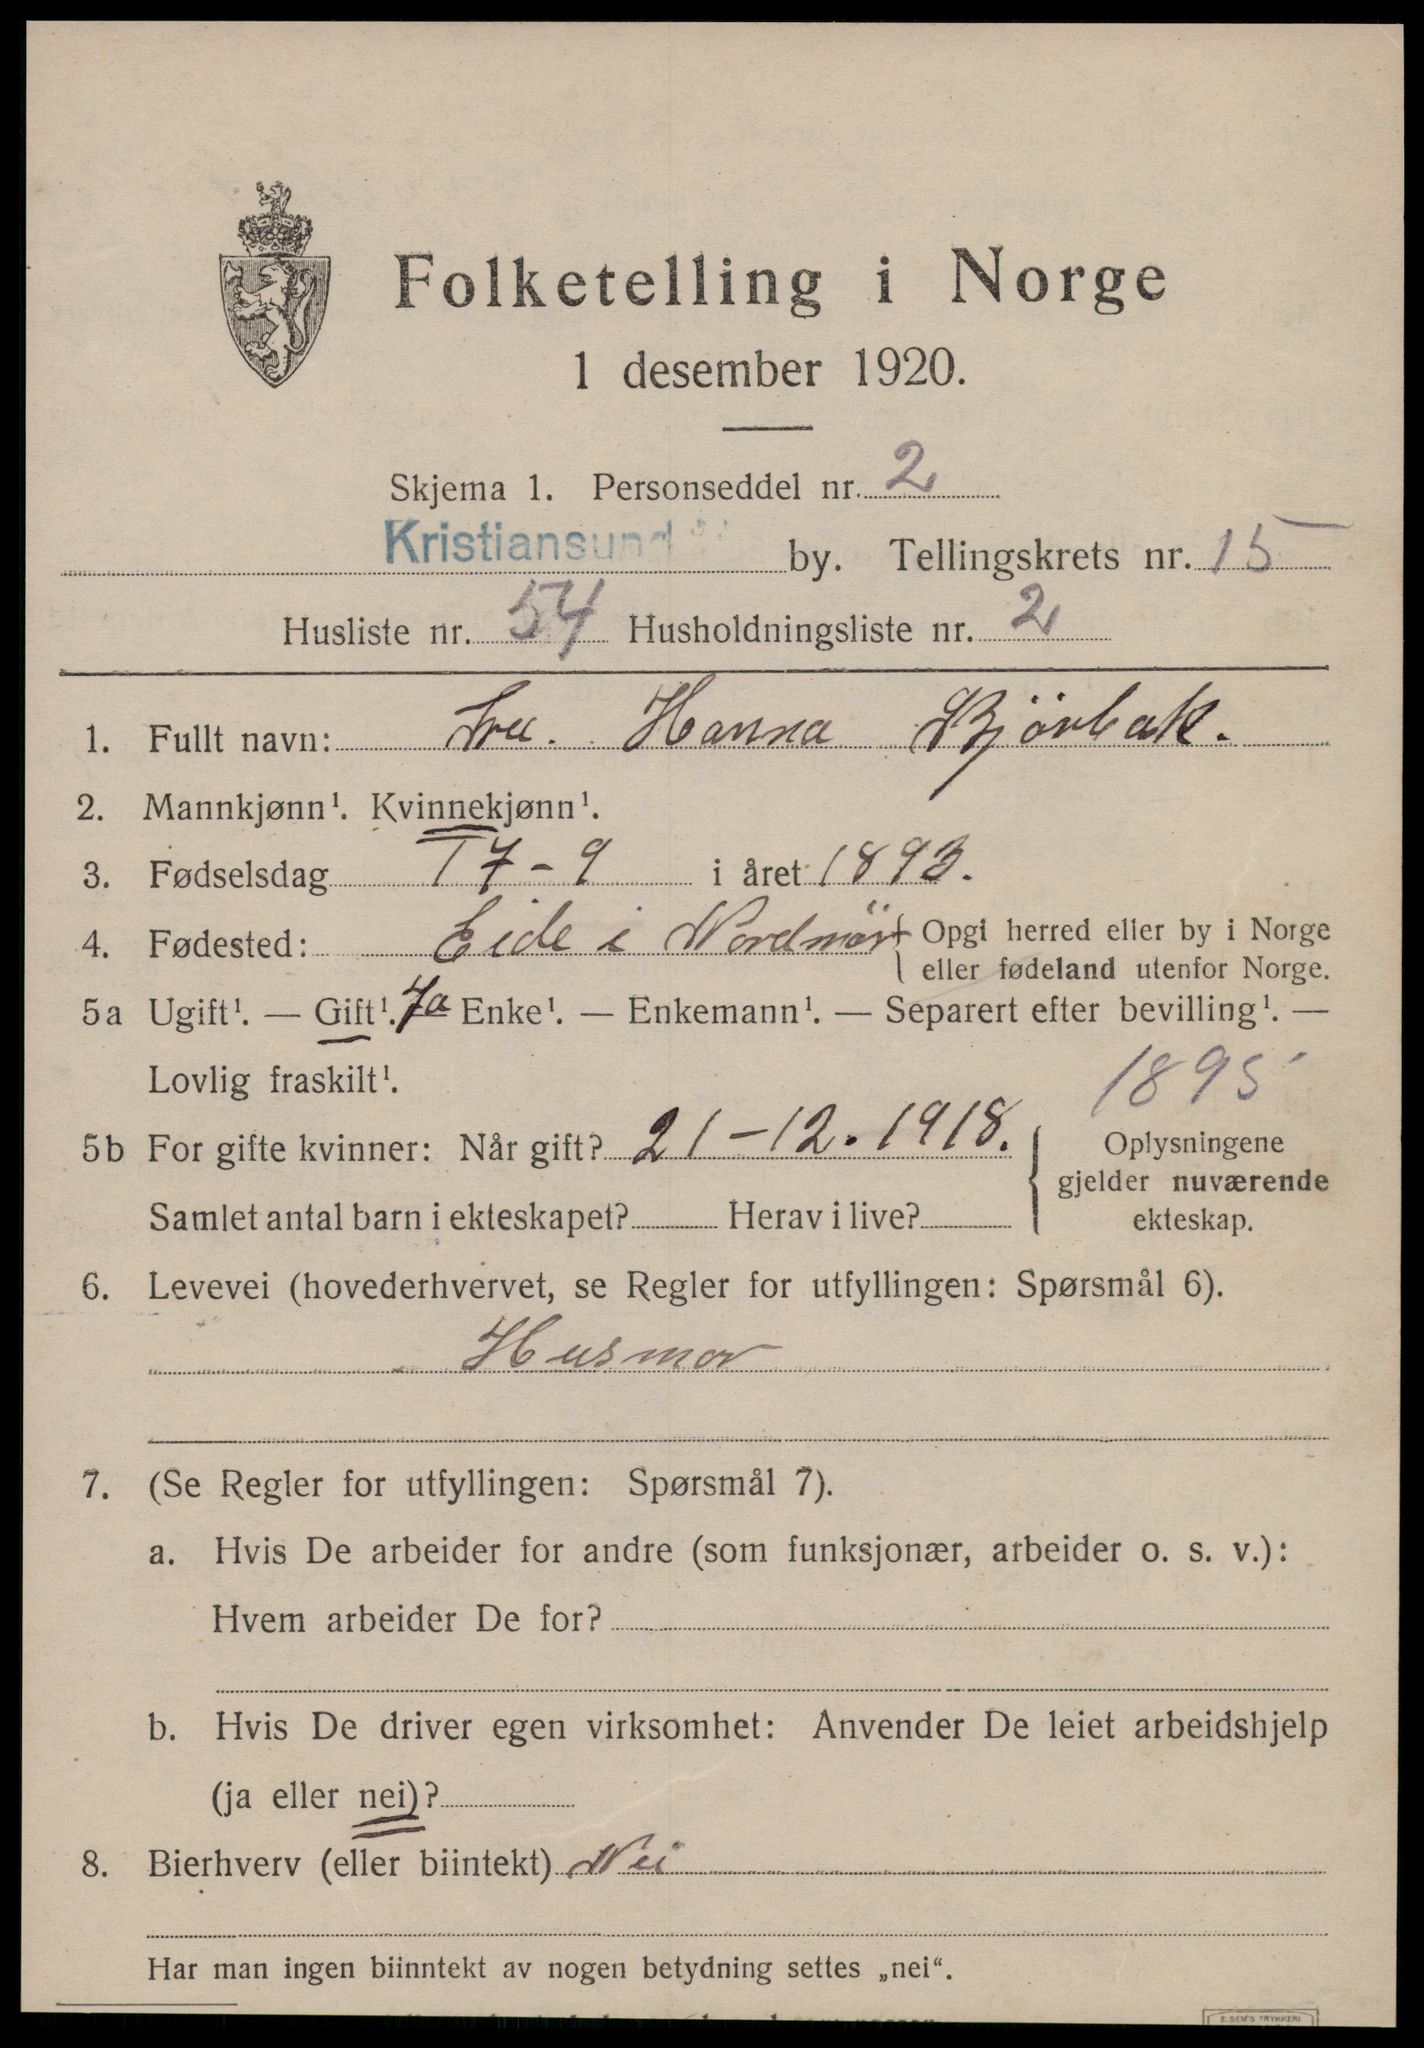 Folketelling i Norge
1 desember 1920.
Skjema 1. Personseddel nr. 2
Kristiansund by. Tellingskrets nr. 15
Husliste nr. 54 Husholdningsliste nr. 2
1. Fullt navn: Fru. Hanna Bjørbak.
2. Mannkjønn¹. Kvinnekjønn¹.
3. Fødselsdag 17-9 i året 1893.
4. Fødested: Eide i Nordmör { Opgi herred eller by i Norge
eller fødeland utenfor Norge.
5a Ugift¹. — Gift¹. Ja Enke¹. — Enkemann¹. — Separert efter bevilling¹. —
Lovlig fraskilt¹.
1895
5b For gifte kvinner: Når gift? 21-12. 1918. { Oplysningene
gjelder nuværende
Samlet antal barn i ekteskapet? Herav i live? ekteskap.
6. Levevei (hovederhvervet, se Regler for utfyllingen: Spørsmål 6).
Husmor
7. (Se Regler for utfyllingen: Spørsmål 7).
a. Hvis De arbeider for andre (som funksjonær, arbeider o. s. v.):
Hvem arbeider De for?
b. Hvis De driver egen virksomhet: Anvender De leiet arbeidshjelp
(ja eller nei)?
8. Bierhverv (eller biintekt) Nei
Har man ingen biinntekt av nogen betydning settes „nei“.